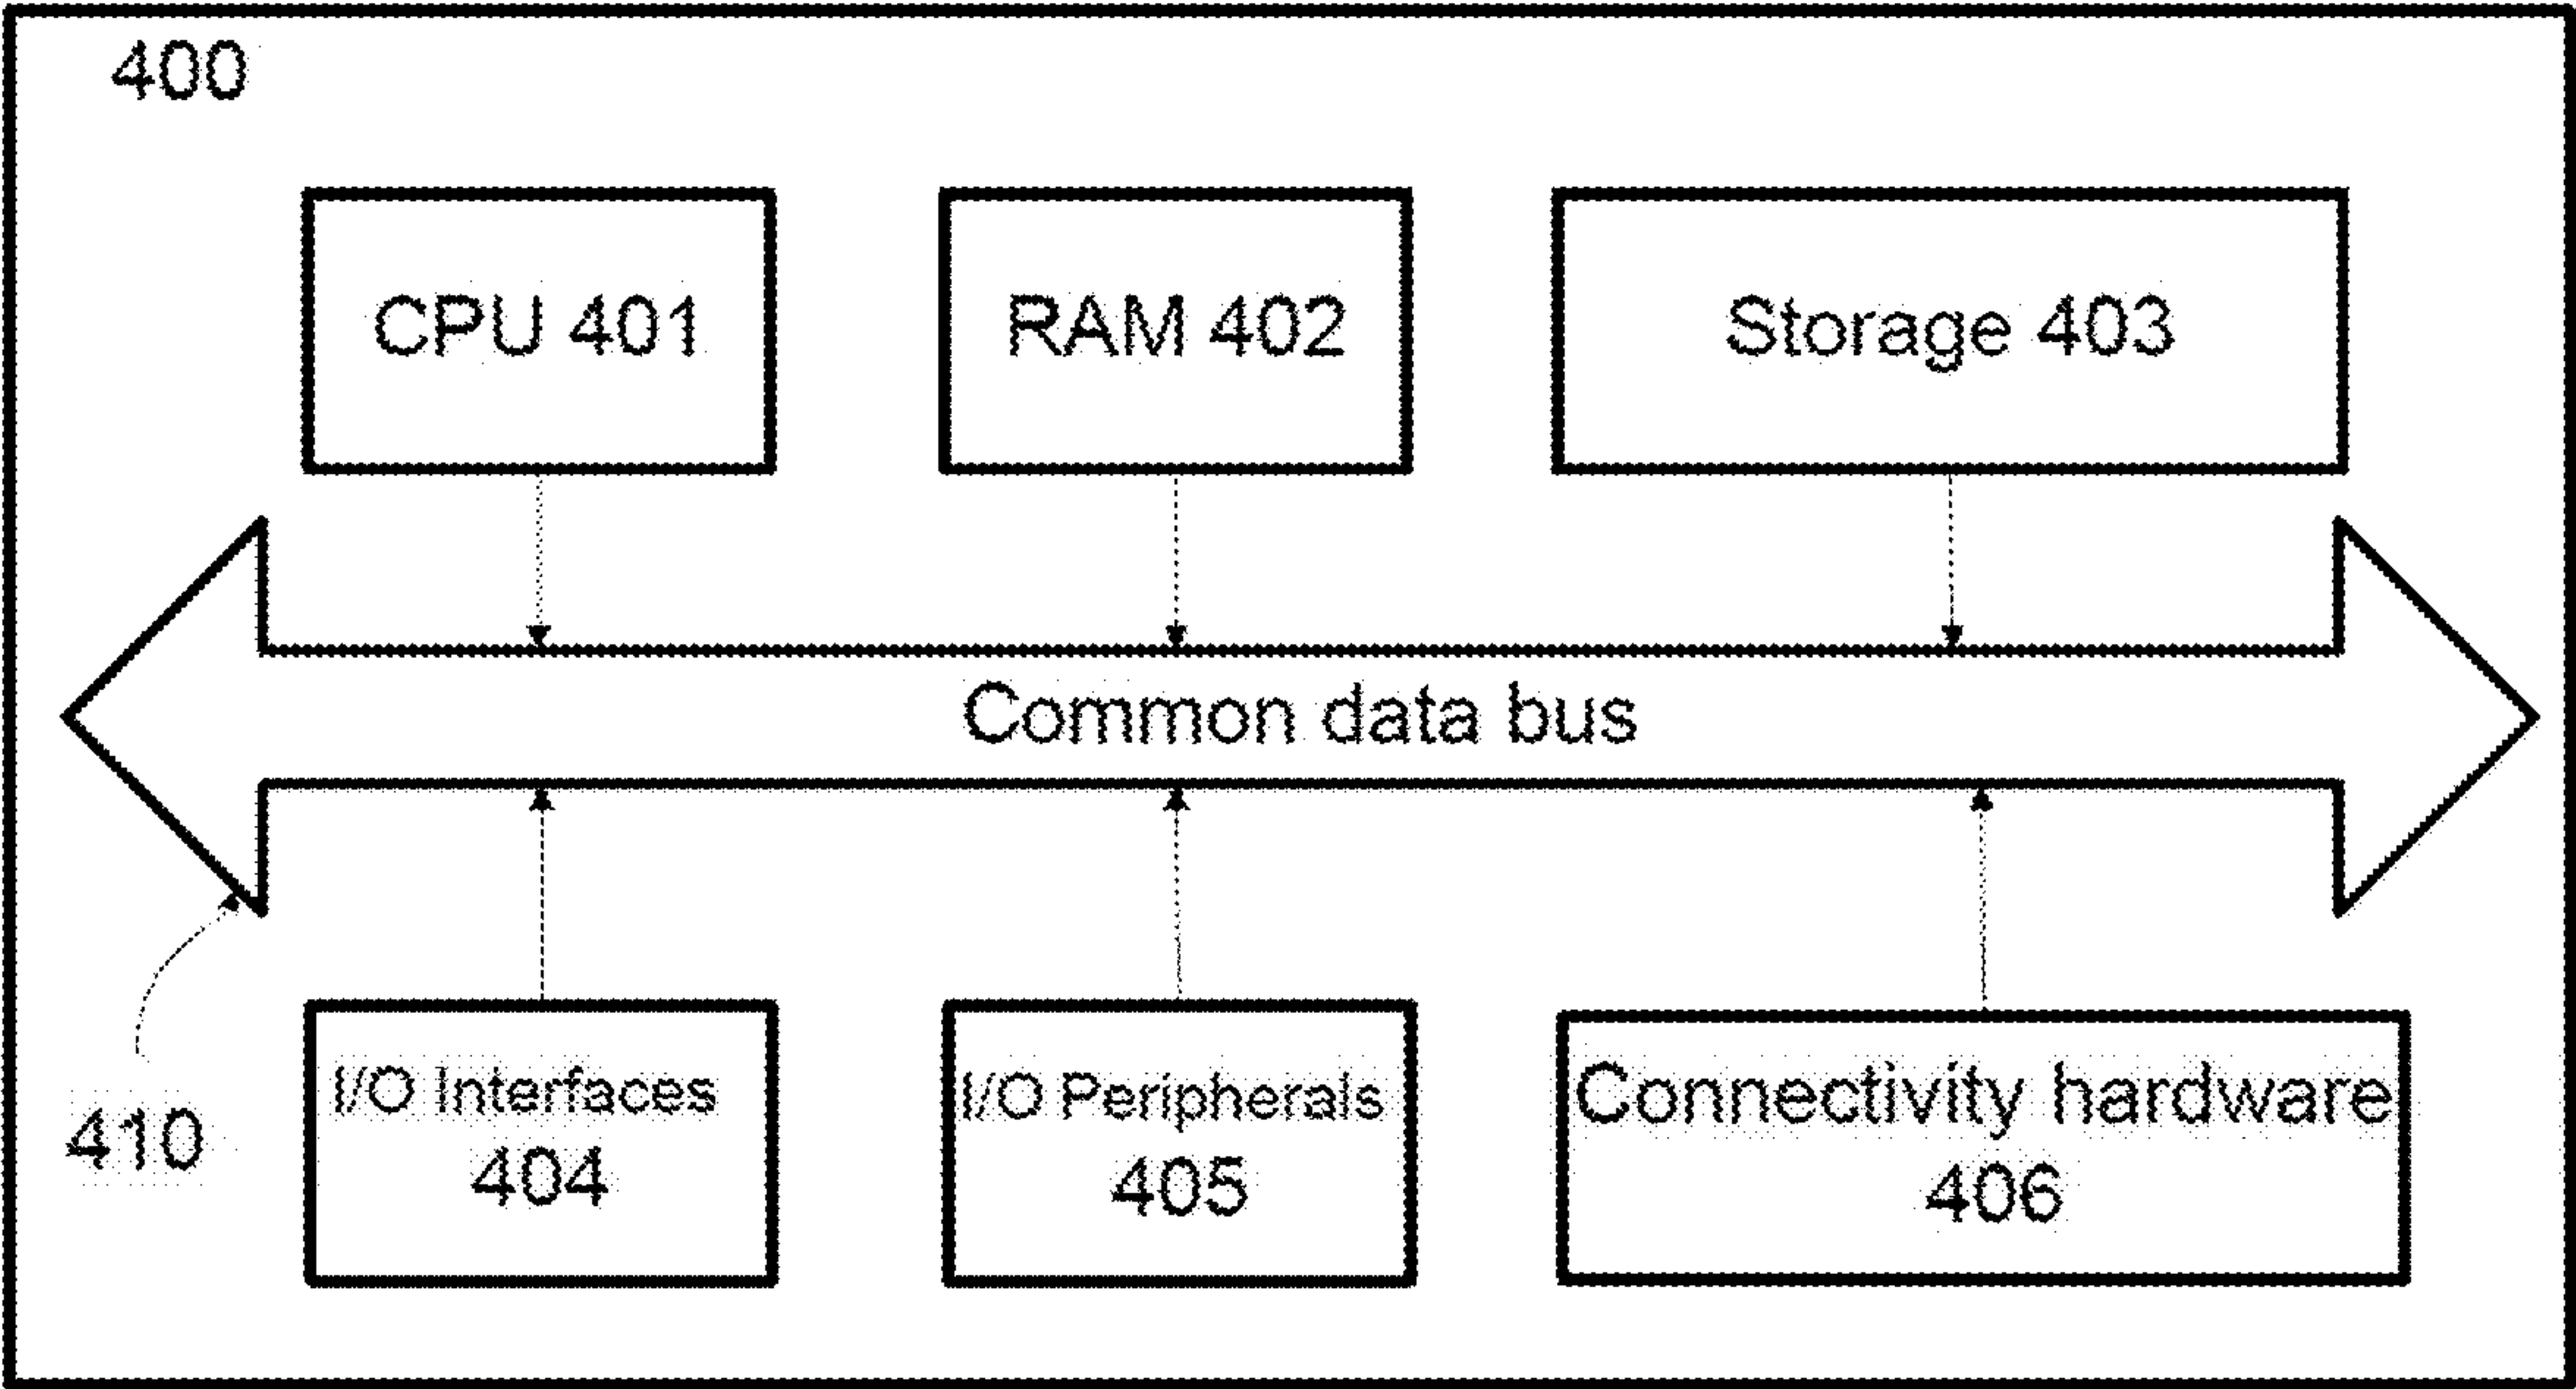 400
CPU 401
RAM 402
Storage 403
Common data bus
410
I/O Interfaces
404
I/O Peripherals
405
Connectivity hardware
406